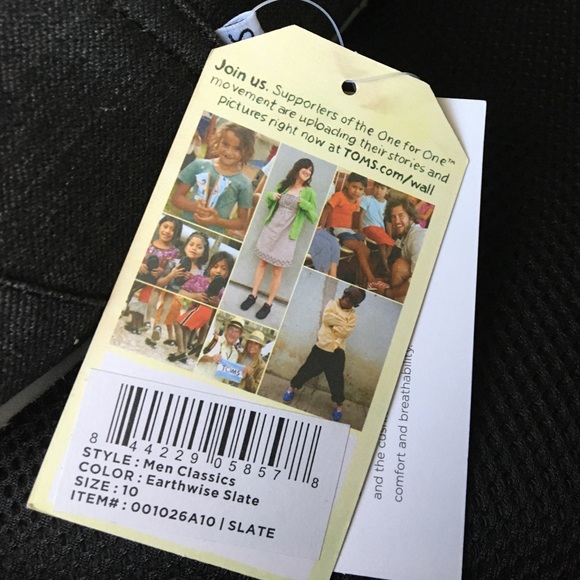 S
Join us. Supporters of the One for One™
movement are uploading their stories and
pictures right now at TOMS.com/wall
TOMS
8 44229 05857 8
STYLE : Men Classics
COLOR : Earthwise Slate
SIZE : 10
ITEM# : 001026A10 | SLATE
and the
comfort and breathability.